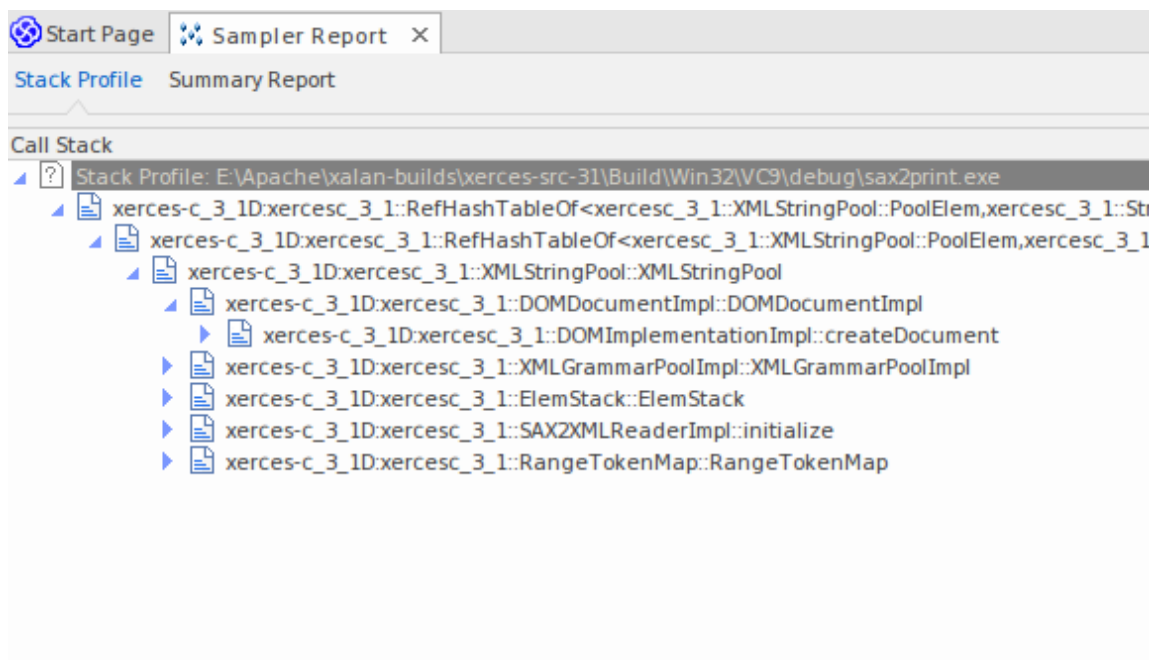 Start Page Sampler Report
Stack Profile Summary Report
Call Stack
Stack Profile: E:\Apache\xalan-builds\xerces-src-31\Build\Win32\VC9\debug\sax2print.exe
xerces-c_3_1D:xercesc_3_1::RefHashTableOf<xercesc_3_1::XMLStringPool::PoolElem,xercesc_3_1::Str
xerces-c_3_1D:xercesc_3_1::RefHashTableOf<xercesc_3_1::XMLStringPool::PoolElem,xercesc_3_1
xerces-c_3_1D:xercesc_3_1::XMLStringPool::XMLStringPool
xerces-c_3_1D:xercesc_3_1::DOMDocumentImpl::DOMDocumentImpl
xerces-c_3_1D:xercesc_3_1::DOMImplementationImpl::createDocument
xerces-c_3_1D:xercesc_3_1::XMLGrammarPoolImpl::XMLGrammarPoolImpl
xerces-c_3_1D:xercesc_3_1::ElemStack::ElemStack
xerces-c_3_1D:xercesc_3_1::SAX2XMLReaderImpl::initialize
xerces-c_3_1D:xercesc_3_1::RangeTokenMap::RangeTokenMap